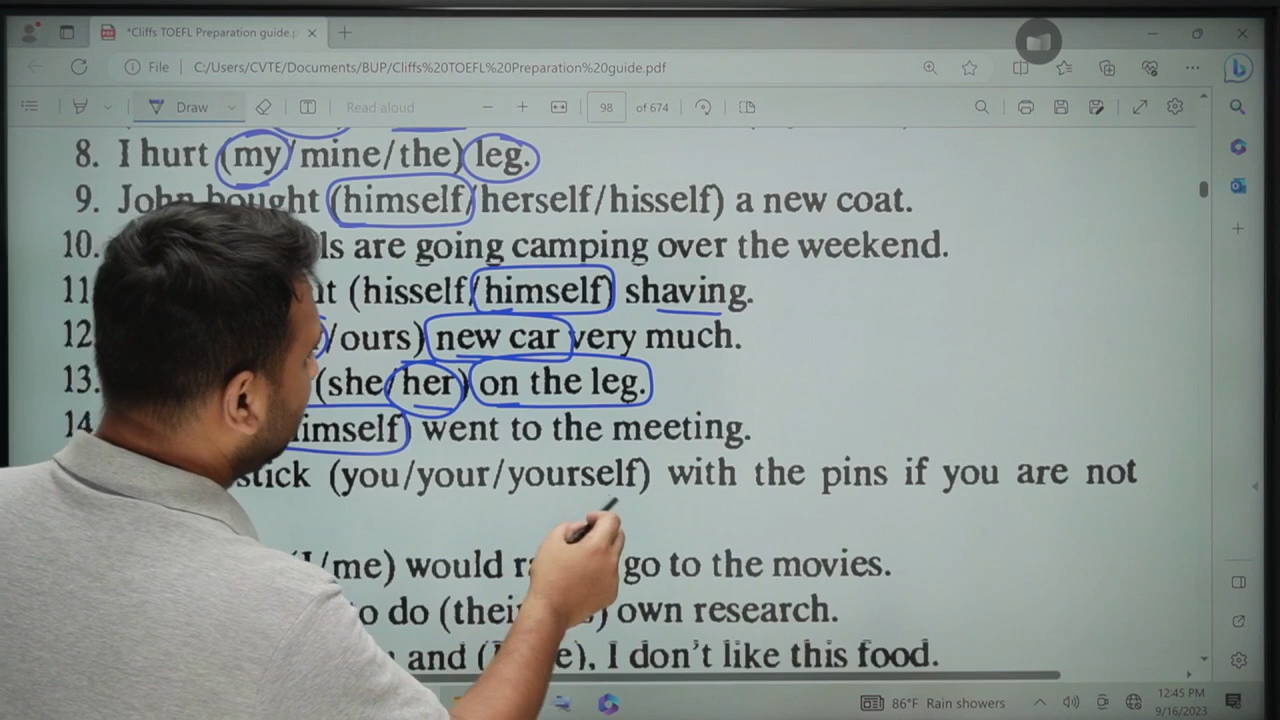 *Cliffs TOEFL Preparation guide.p
File C:/Users/CVTE/Documents/BUP/Cliffs%20TOEFL%20Preparation%20guide.pdf
Draw Read aloud 98 of 674
8. I hurt (my/mine/the) leg.
9. John bought (himself/herself/hisself) a new coat.
10. are going camping over the weekend.
11 (hisself/himself) shaving.
12 /ours) new car very much.
13. (she/her) on the leg.
14 went to the meeting.
stick (you/your/yourself) with the pins if you are not
/me) would go to the movies.
do own research.
and I don't like this food.
86°F Rain showers 12:45 PM
9/16/2023